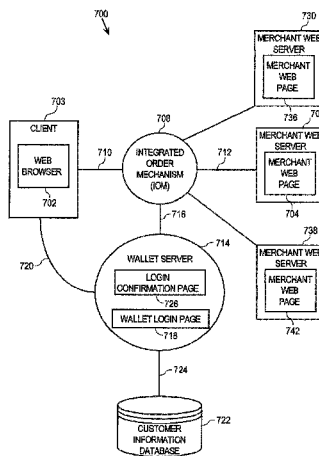 700
730
MERCHANT WEB
SERVER
MERCHANT
WEB
PAGE
736
703
CLIENT
WEB
BROWSER
702
708
INTEGRATED
ORDER
MECHANISM
(IOM)
710
712
MERCHANT WEB
SERVER
MERCHANT
WEB
PAGE
704
716
714
720
WALLET SERVER
LOGIN
CONFIRMATION PAGE
726
WALLET LOGIN PAGE
718
738
MERCHANT WEB
SERVER
MERCHANT
WEB
PAGE
742
724
722
CUSTOMER
INFORMATION
DATABASE